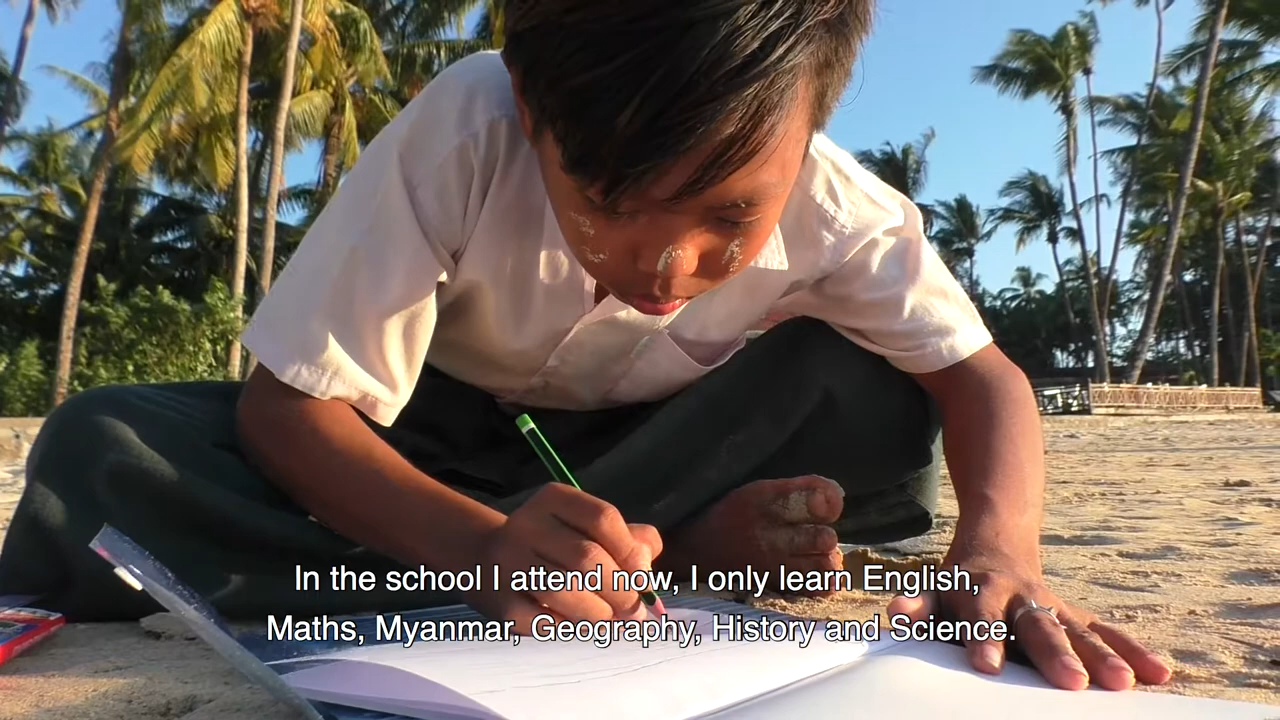 In the school I attend now, I only learn English,
Maths, Myanmar, Geography, History and Science.